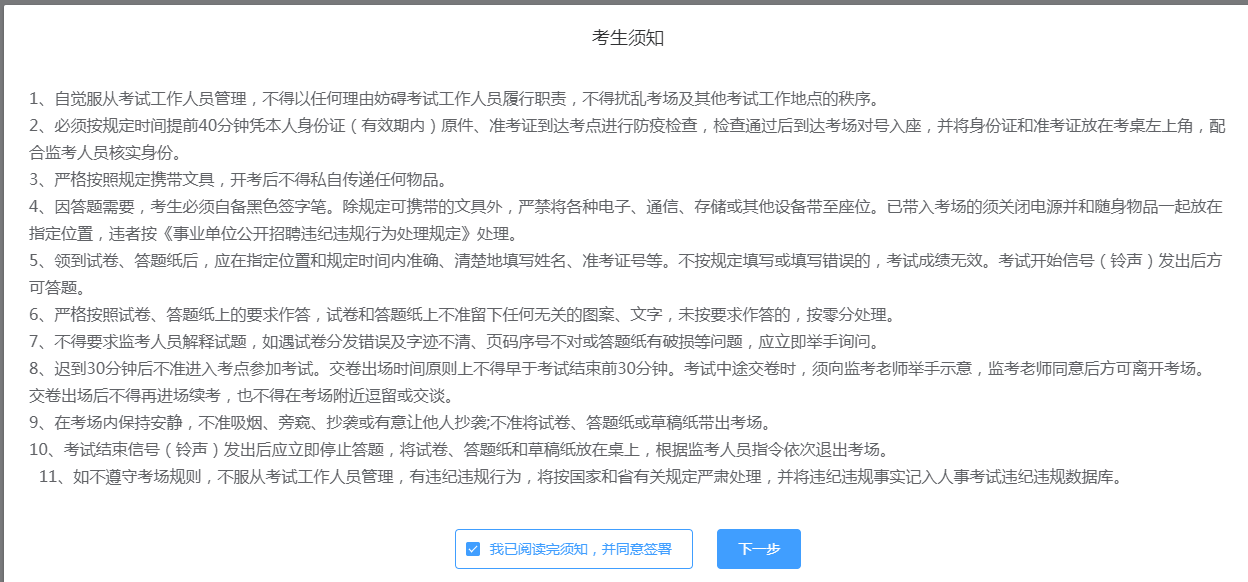 考生须知
1、自觉服从考试工作人员管理，不得以任何理由妨碍考试工作人员履行职责，不得扰乱考场及其他考试工作地点的秩序。
2、必须按规定时间提前40分钟凭本人身份证（有效期内）原件、准考证到达考点进行防疫检查，检查通过后到达考场对号入座，并将身份证和准考证放在考桌左上角，配
合监考人员核实身份。
3、严格按照规定携带文具，开考后不得私自传递任何物品。
4、因答题需要，考生必须自备黑色签字笔。除规定可携带的文具外，严禁将各种电子、通信、存储或其他设备带至座位。已带入考场的须关闭电源并和随身物品一起放在
指定位置，违者按《事业单位公开招聘违纪违规行为处理规定》处理。
5、领到试卷、答题纸后，应在指定位置和规定时间内准确、清楚地填写姓名、准考证号等。不按规定填写或填写错误的，考试成绩无效。考试开始信号（铃声）发出后方
可答题。
6、严格按照试卷、答题纸上的要求作答，试卷和答题纸上不准留下任何无关的图案、文字，未按要求作答的，按零分处理。
7、不得要求监考人员解释试题，如遇试卷分发错误及字迹不清、页码序号不对或答题纸有破损等问题，应立即举手询问。
8、迟到30分钟后不准进入考点参加考试。交卷出场时间原则上不得早于考试结束前30分钟。考试中途交卷时，须向监考老师举手示意，监考老师同意后方可离开考场。
交卷出场后不得再进场续考，也不得在考场附近逗留或交谈。
9、在考场内保持安静，不准吸烟、旁窥、抄袭或有意让他人抄袭;不准将试卷、答题纸或草稿纸带出考场。
10、考试结束信号（铃声）发出后应立即停止答题，将试卷、答题纸和草稿纸放在桌上，根据监考人员指令依次退出考场。
11、如不遵守考场规则，不服从考试工作人员管理，有违纪违规行为，将按国家和省有关规定严肃处理，并将违纪违规事实记入人事考试违纪违规数据库。
我已阅读完须知，并同意签署 下一步